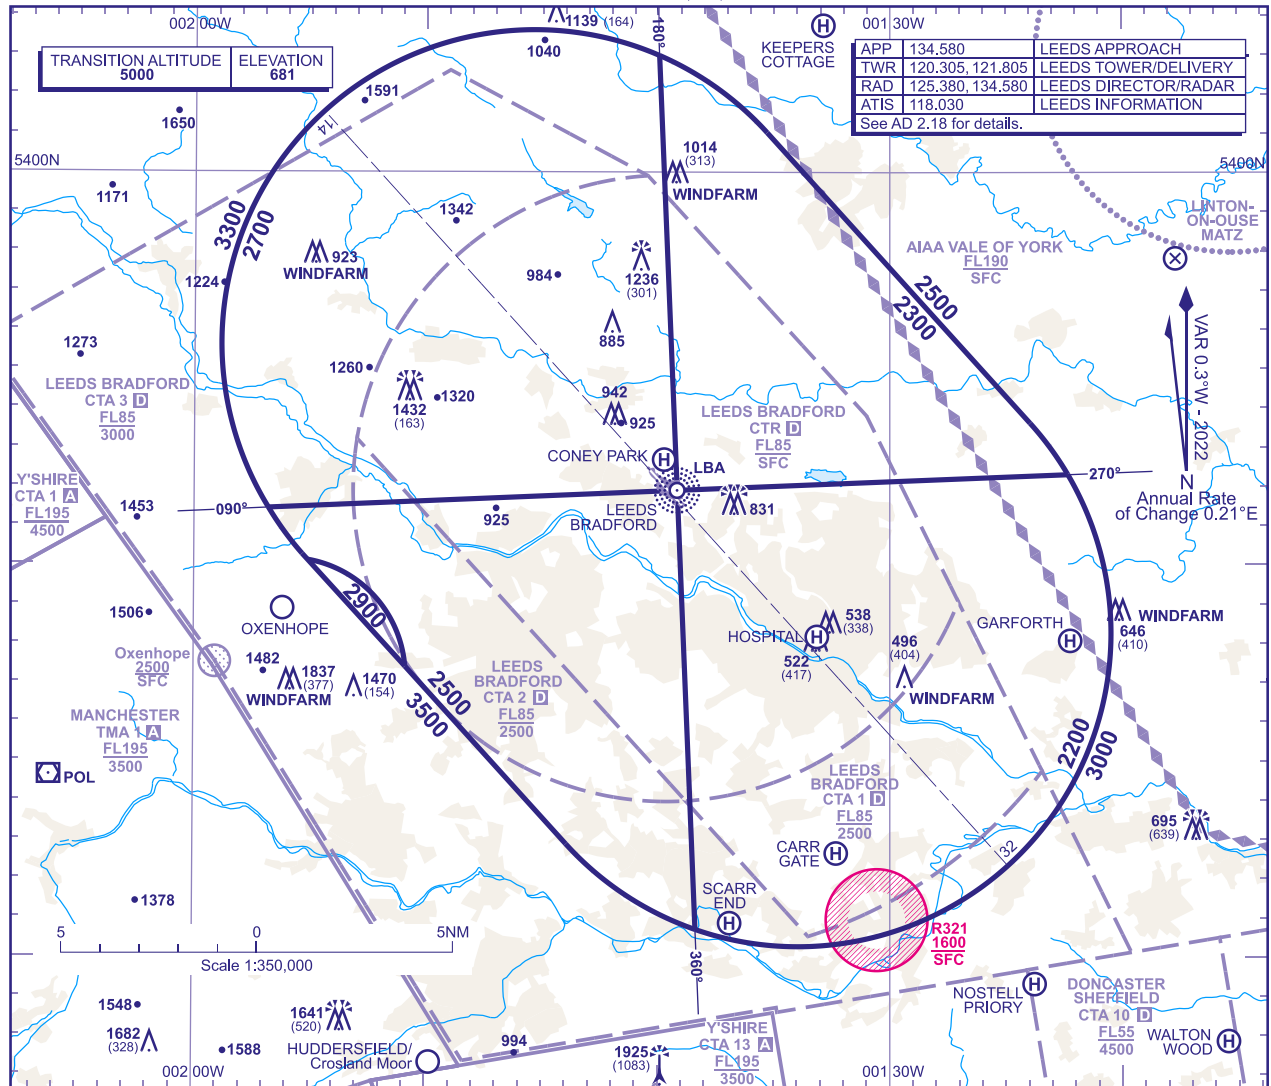 002 00W
1139 (164)
180°
001 30W
1040
KEEPERS
COTTAGE
TRANSITION ALTITUDE
5000
ELEVATION
681
APP 134.580 LEEDS APPROACH
TWR 120.305, 121.805 LEEDS TOWER/DELIVERY
RAD 125.380, 134.580 LEEDS DIRECTOR/RADAR
ATIS 118.030 LEEDS INFORMATION
See AD 2.18 for details.
1591
1650
14
5400N
1014
(313)
WINDFARM
5400N
1171
LINTON-
ON-OUSE
MATZ
1342
3300
2700
923
WINDFARM
984
1236
(301)
AIAA VALE OF YORK
FL190
SFC
1224
2500
2300
885
VAR 0.3°W - 2022
N
Annual Rate
of Change 0.21°E
1273
1260
LEEDS BRADFORD
CTA 3 D
FL85
3000
1432
(163)
1320
942
925
LEEDS BRADFORD
CTR D
FL85
SFC
CONEY PARK
LBA
270°
Y'SHIRE
CTA 1 A
FL195
4500
1453
090°
925
LEEDS
BRADFORD
831
2900
1506
OXENHOPE
538
(338)
HOSPITAL
522
(417)
496
(404)
WINDFARM
GARFORTH
WINDFARM
646
(410)
Oxenhope
2500
SFC
1482
1837
(377)
WINDFARM
1470
(154)
LEEDS
BRADFORD
CTA 2 D
FL85
2500
2500
3500
MANCHESTER
TMA 1 A
FL195
3500
2200
3000
POL
LEEDS
BRADFORD
CTA 1 D
FL85
2500
695
(639)
CARR
GATE
32
1378
SCARR
END
5 0 5NM
Scale 1:350,000
R321
1600
SFC
360°
1548
1682
(328)
1641
(520)
1588
HUDDERSFIELD/
Crosland Moor
994
1925
(1083)
Y'SHIRE
CTA 13 A
FL195
3500
NOSTELL
PRIORY
DONCASTER
SHEFFIELD
CTA 10 D
FL55
4500
WALTON
WOOD
002 00W
001 30W